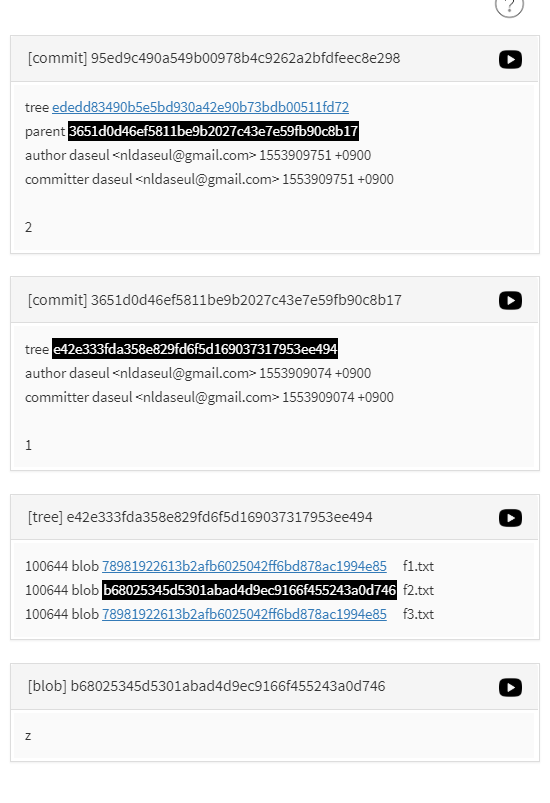 ?
[commit] 95ed9c490a549b00978b4c9262a2bfdfeec8e298
tree ededd83490b5e5bd930a42e90b73bdb00511fd72
parent 3651d0d46ef5811be9b2027c43e7e59fb90c8b17
author daseul <nldaseul@gmail.com> 1553909751 +0900
committer daseul <nldaseul@gmail.com> 1553909751 +0900
2
[commit] 3651d0d46ef5811be9b2027c43e7e59fb90c8b17
tree e42e333fda358e829fd6f5d169037317953ee494
author daseul <nldaseul@gmail.com> 1553909074 +0900
committer daseul <nldaseul@gmail.com> 1553909074 +0900
1
[tree] e42e333fda358e829fd6f5d169037317953ee494
100644 blob 78981922613b2afb6025042ff6bd878ac1994e85 f1.txt
100644 blob b68025345d5301abad4d9ec9166f455243a0d746 f2.txt
100644 blob 78981922613b2afb6025042ff6bd878ac1994e85 f3.txt
[blob] b68025345d5301abad4d9ec9166f455243a0d746
z